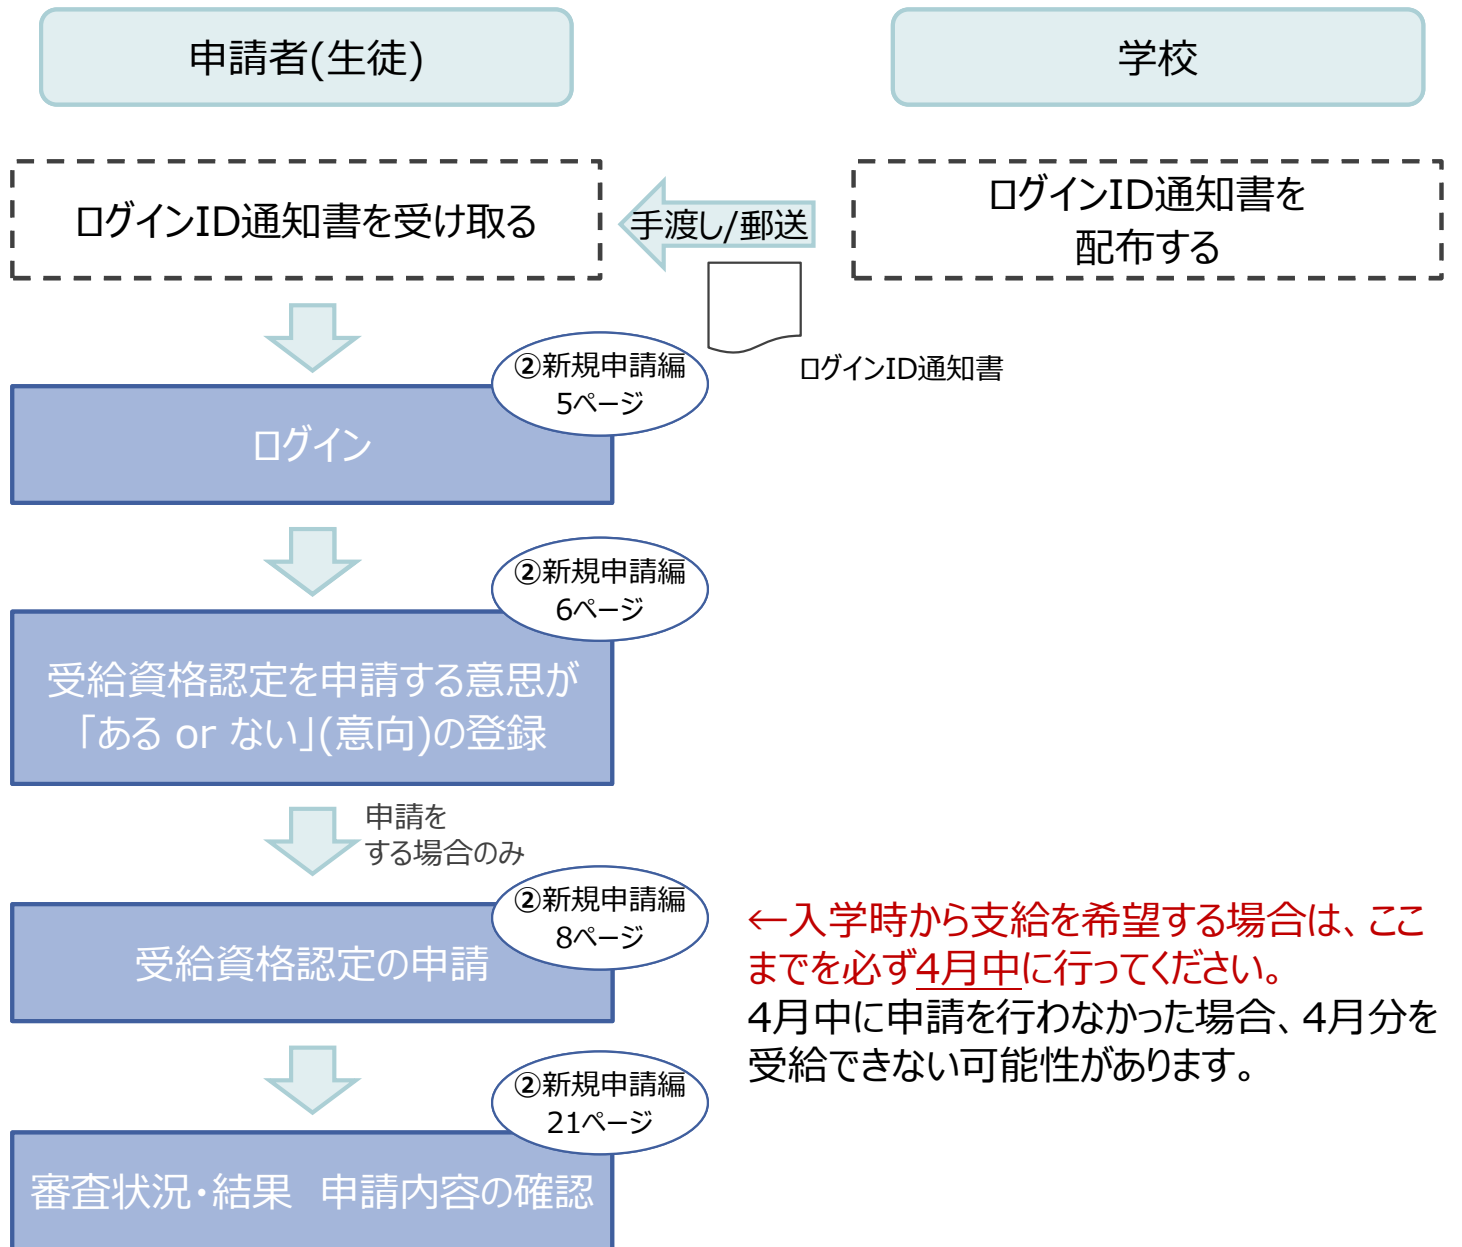 申請者(生徒)
学校
ログインID通知書を受け取る
手渡し/郵送
ログインID通知書を
配布する
ログインID通知書
②新規申請編
5ページ
ログイン
②新規申請編
6ページ
受給資格認定を申請する意思が
「ある or ない」(意向)の登録
申請を
する場合のみ
②新規申請編
8ページ
受給資格認定の申請
←入学時から支給を希望する場合は、ここ
までを必ず4月中に行ってください。
4月中に申請を行わなかった場合、4月分を
受給できない可能性があります。
②新規申請編
21ページ
審査状況・結果　申請内容の確認